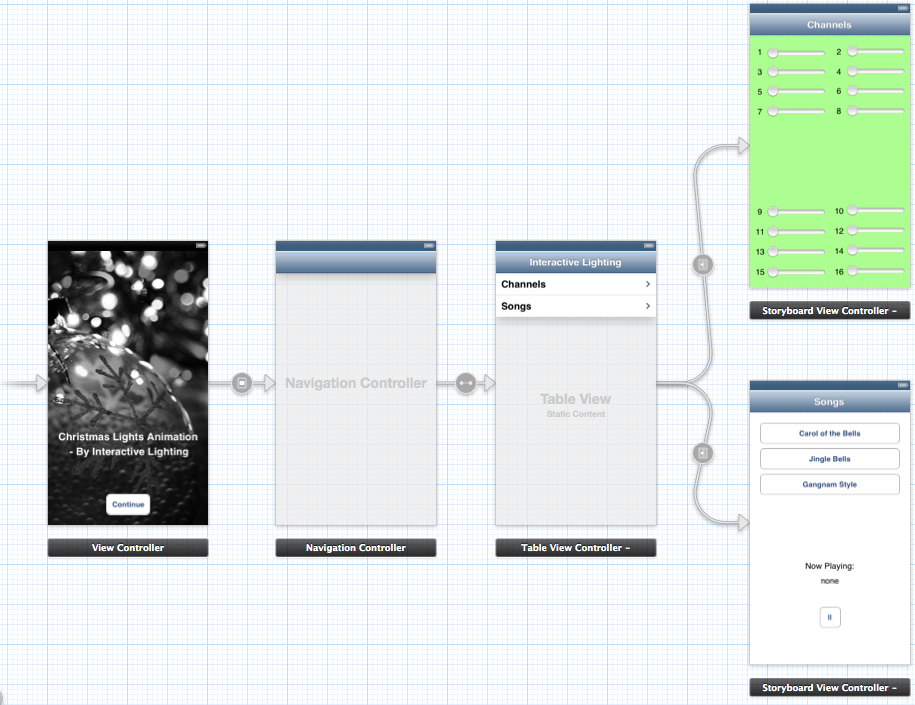 Christmas Lights Animation
- By Interactive Lighting
Continue
View Controller
Navigation Controller
Navigation Controller
Interactive Lighting
Channels
Songs
Table View
Static Content
Table View Controller –
Channels
1 2
3 4
5 6
7 8
9 10
11 12
13 14
15 16
Storyboard View Controller –
Songs
Carol of the Bells
Jingle Bells
Gangnam Style
Now Playing:
none
Storyboard View Controller –